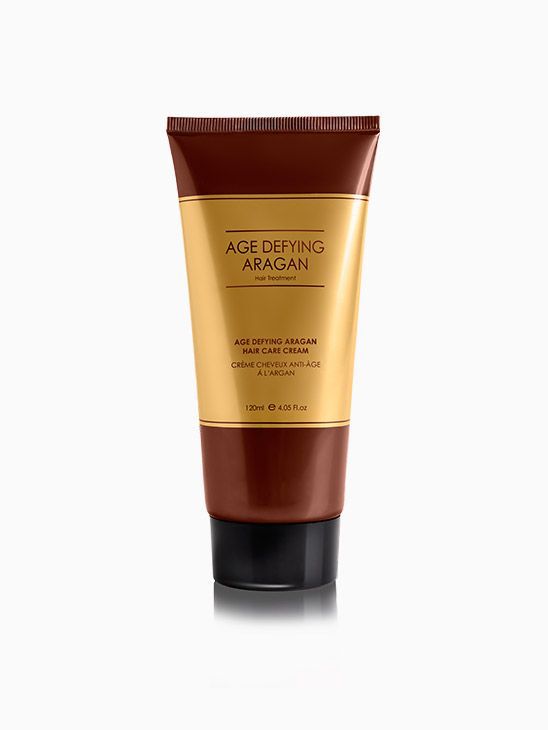 AGE DEFYING
ARAGAN
Hair Treatment
AGE DEFYING ARAGAN
HAIR CARE CREAM
CRÈME CHEVEUX ANTI-ÂGE
Á L'ARGAN
120ml e 4.05 Fl.oz